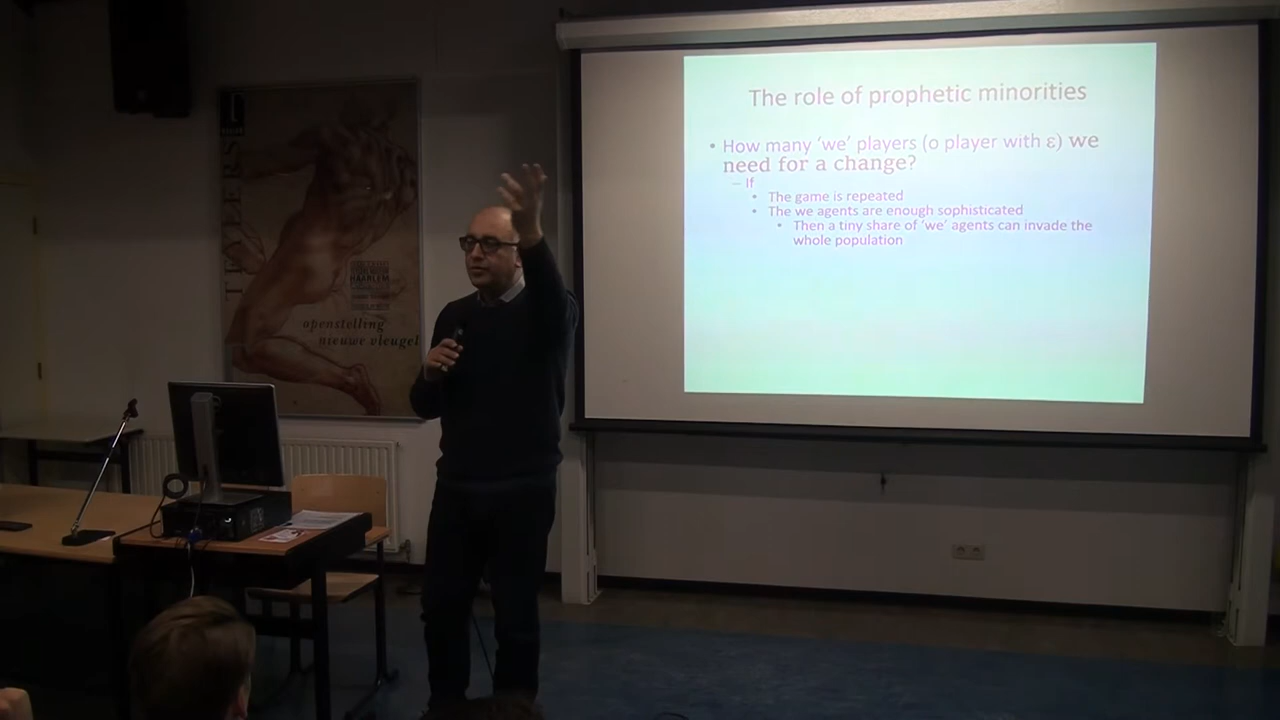 TEYLERS
HAARLEM
openstelling
nieuwe vleugel
The role of prophetic minorities
• How many ‘we’ players (o player with ε) we
need for a change?
– If
• The game is repeated
• The we agents are enough sophisticated
• Then a tiny share of ‘we’ agents can invade the
whole population